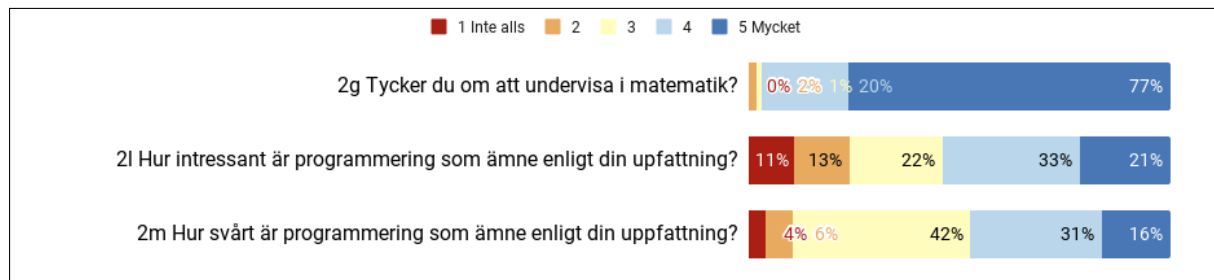 1 Inte alls 2 3 4 5 Mycket
2g Tycker du om att undervisa i matematik? 0% 2% 1% 20% 77%
2l Hur intressant är programmering som ämne enligt din upfattning? 11% 13% 22% 33% 21%
2m Hur svårt är programmering som ämne enligt din uppfattning? 4% 6% 42% 31% 16%